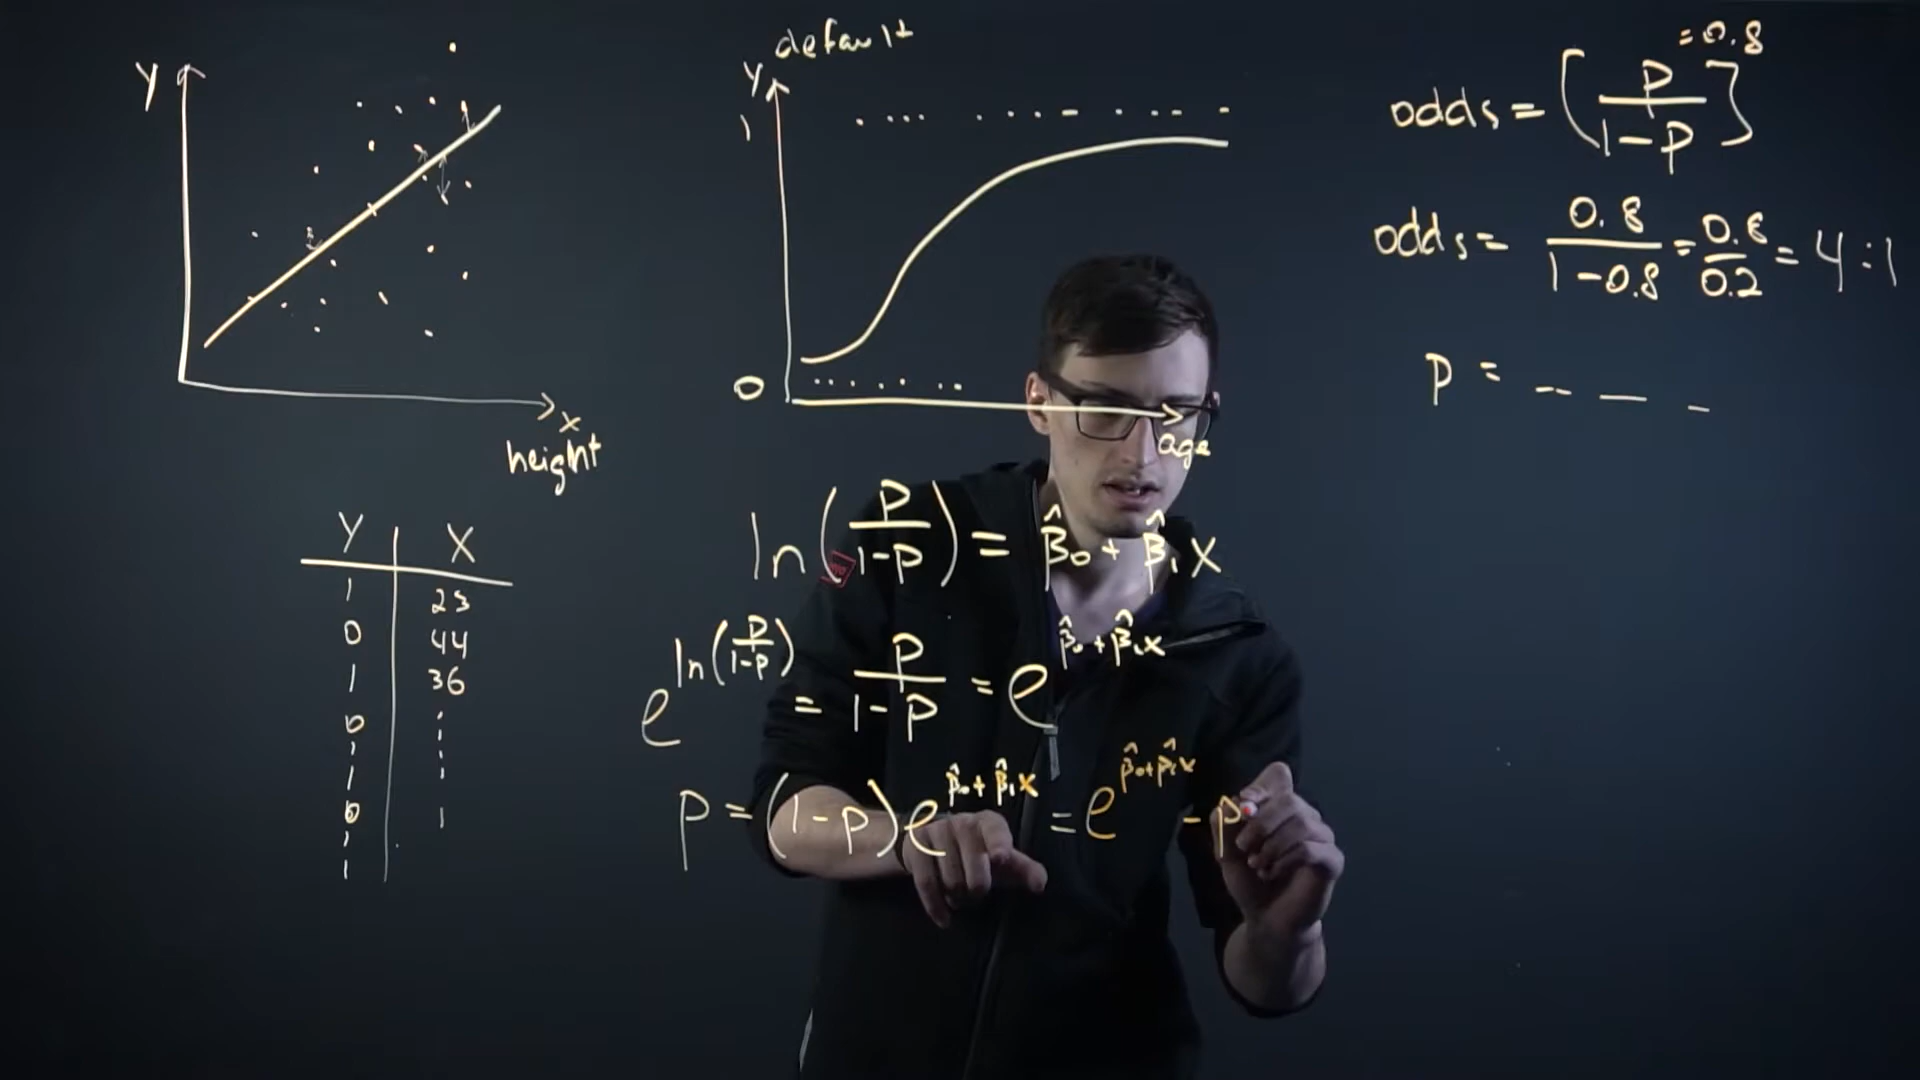 Y
x
height
default
Y
1
0
age
odds = [p/1-p] = 0.8
odds = 0.8/1-0.8 = 0.8/0.2 = 4:1
p = _ _ _
Y X
1 23
0 44
1 36
0
1
0
1
ln(p/1-p) = β̂₀ + β̂₁x
e^ln(p/1-p) = p/1-p = e^β̂₀+β̂₁x
p = (1-p)e^β̂₀+β̂₁x = e^β̂₀+β̂₁x - p